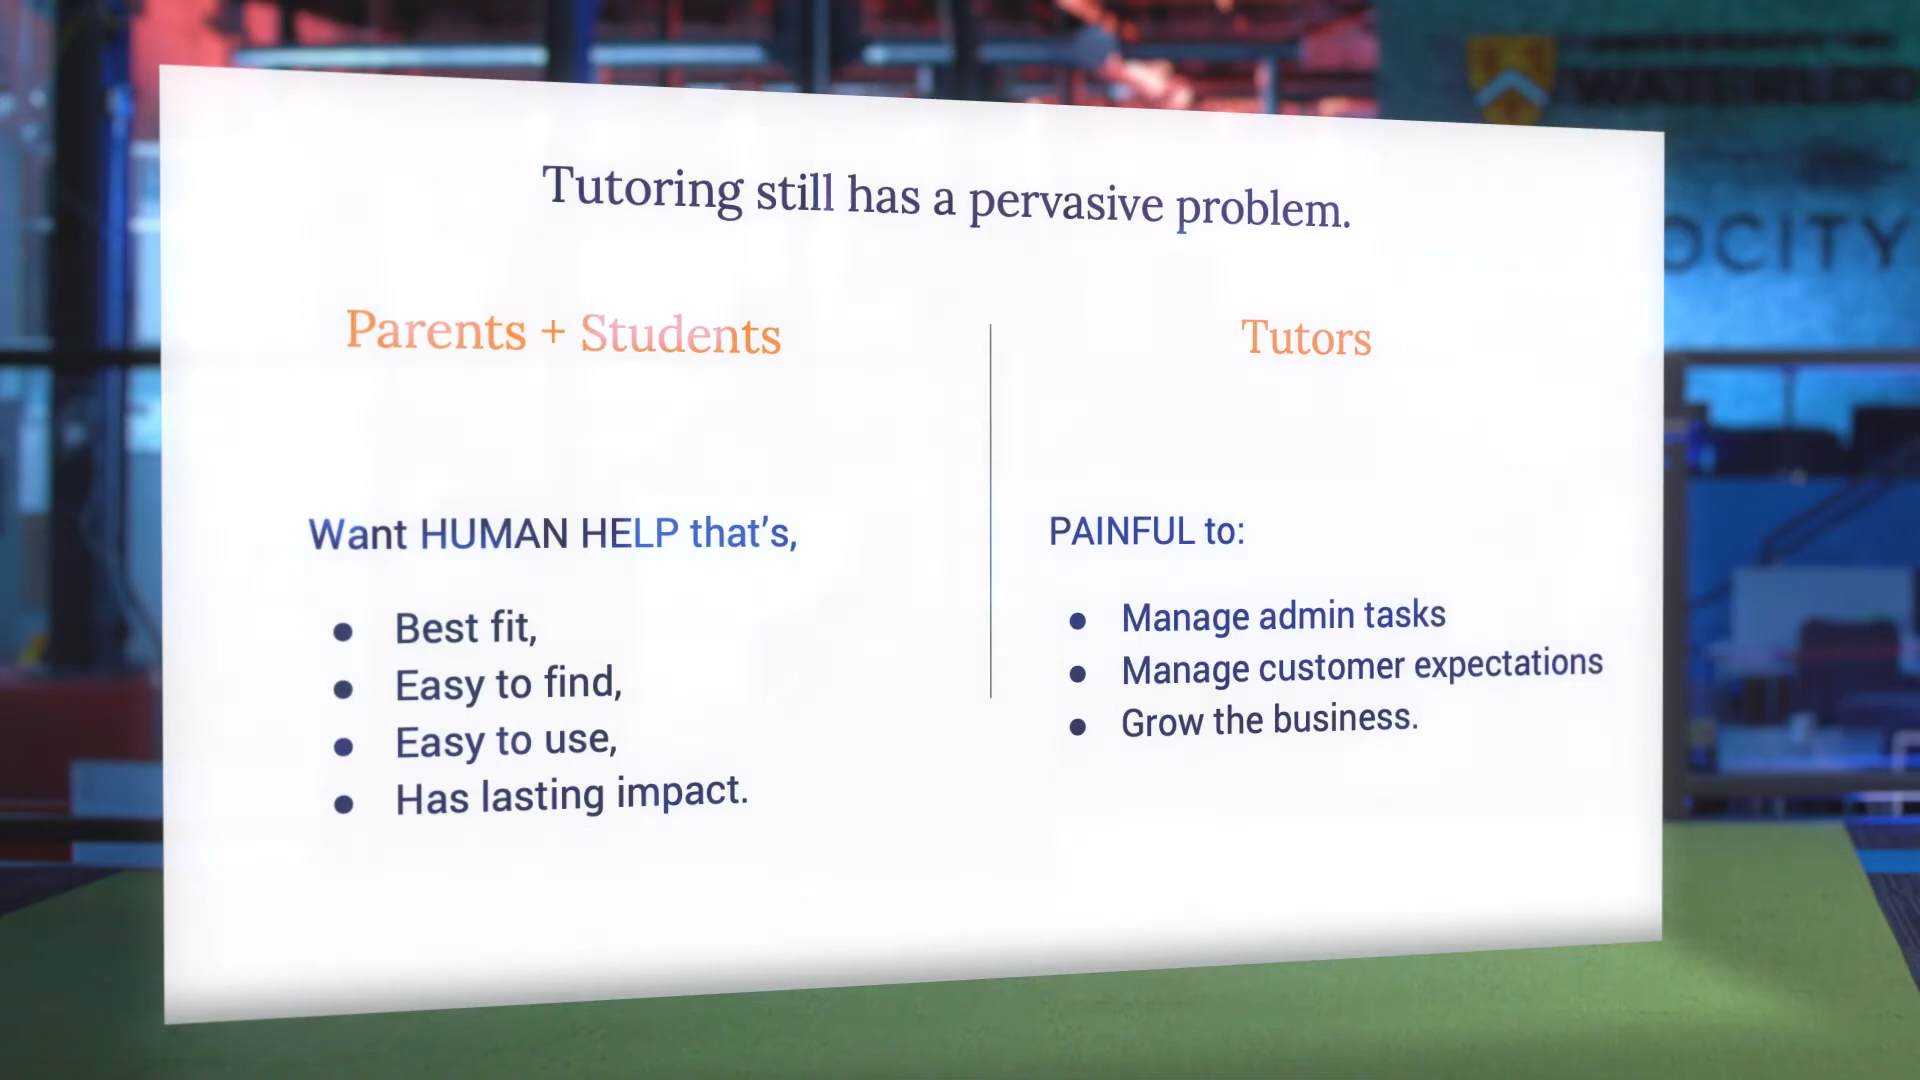 Tutoring still has a pervasive problem.
Parents + Students
Want HUMAN HELP that's,
● Best fit,
● Easy to find,
● Easy to use,
● Has lasting impact.
Tutors
PAINFUL to:
● Manage admin tasks
● Manage customer expectations
● Grow the business.
WATERLOO
OCITY